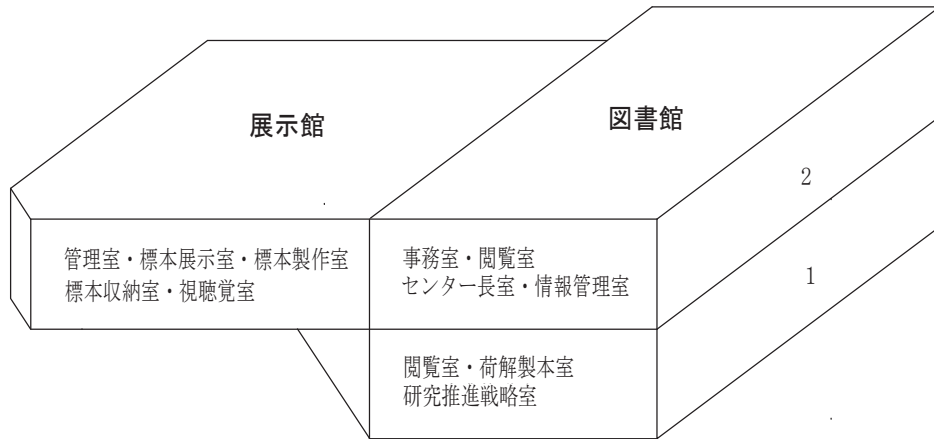 展示館
図書館
2
管理室・標本展示室・標本製作室
標本収納室・視聴覚室
事務室・閲覧室
センター長室・情報管理室
1
閲覧室・荷解製本室
研究推進戦略室